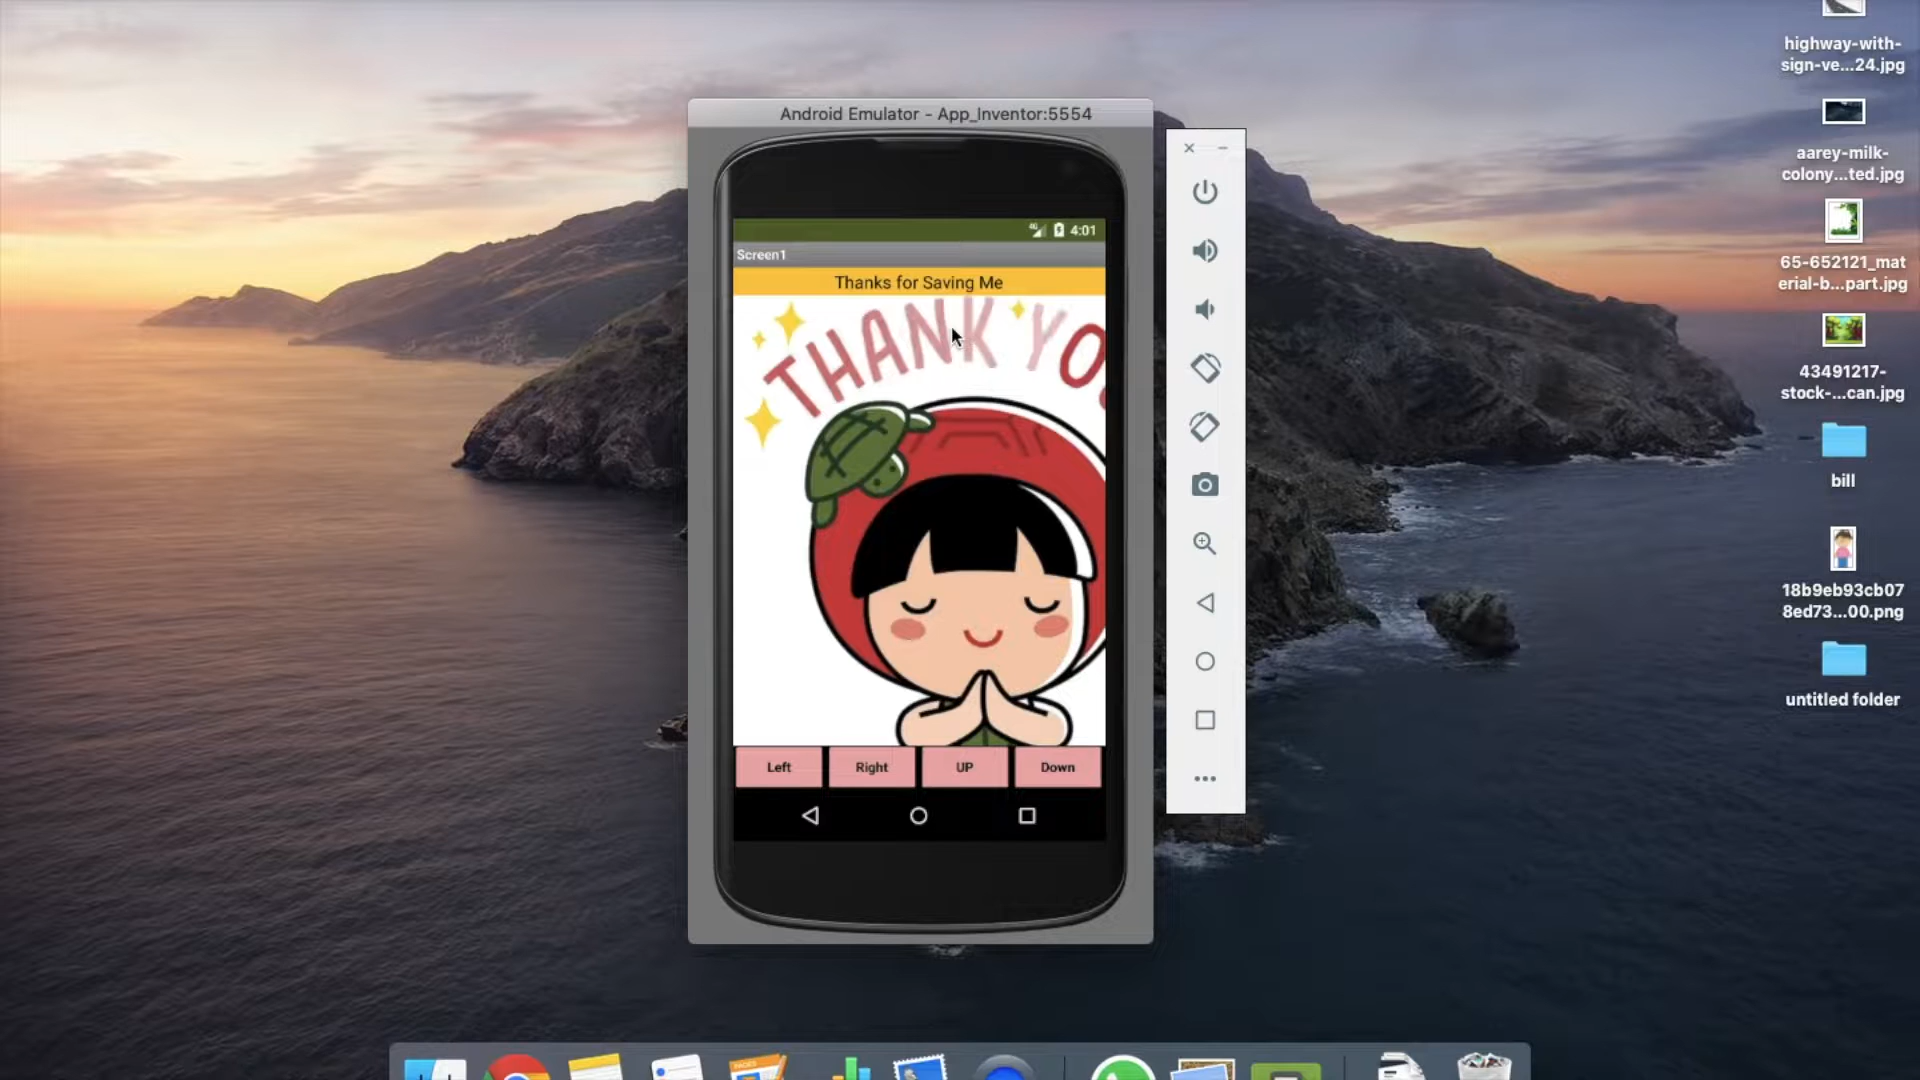 Android Emulator - App_Inventor:5554
4:01
Screen1
Thanks for Saving Me
THANK YOU
Left
Right
UP
Down
highway-with-
sign-ve...24.jpg
aarey-milk-
colony...ted.jpg
65-652121_mat
erial-b...part.jpg
43491217-
stock-...can.jpg
bill
18b9eb93cb07
8ed73...00.png
untitled folder